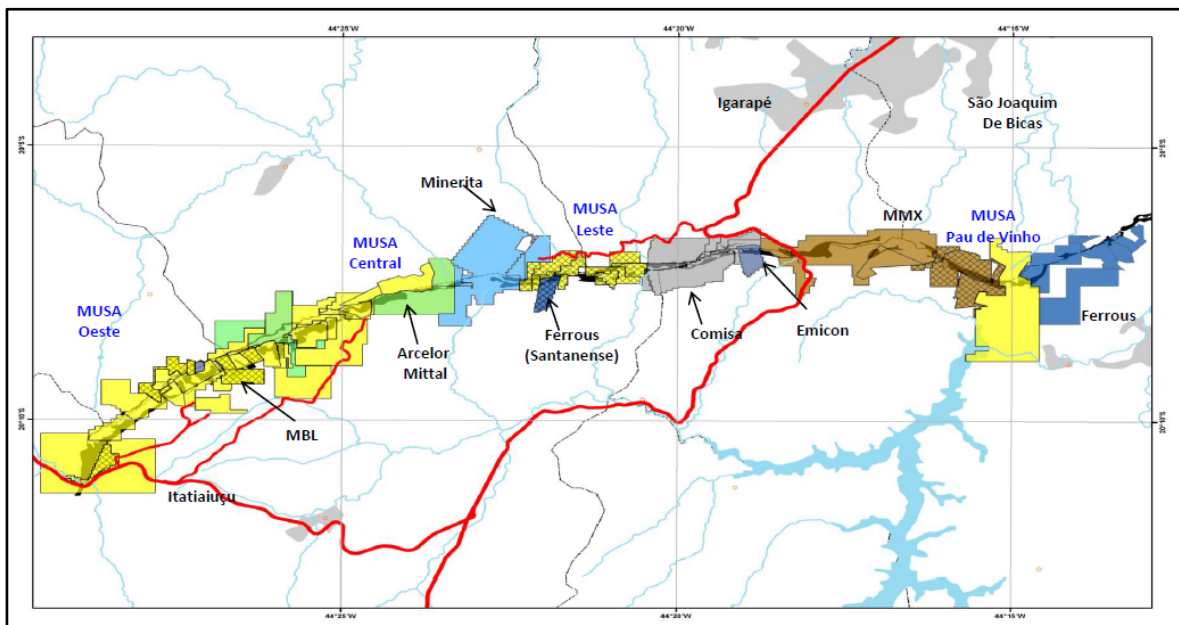 44°25'W
44°20'W
44°15'W
Igarapé
São Joaquim
De Bicas
20°5'S
20°5'S
Minerita
MUSA
Leste
MMX
MUSA
Pau de Vinho
MUSA
Central
MUSA
Oeste
Arcelor
Mittal
Ferrous
(Santanense)
Comisa
Emicon
Ferrous
MBL
20°10'S
20°10'S
Itatiaiuçu
44°25'W
44°20'W
44°15'W